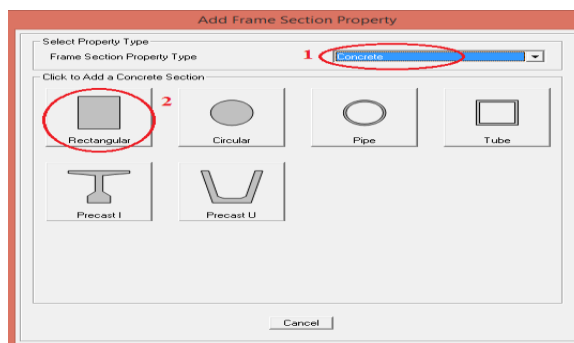 Add Frame Section Property
Select Property Type
Frame Section Property Type 1 Concrete
Click to Add a Concrete Section
2
Rectangular Circular Pipe Tube
Precast I Precast U
Cancel